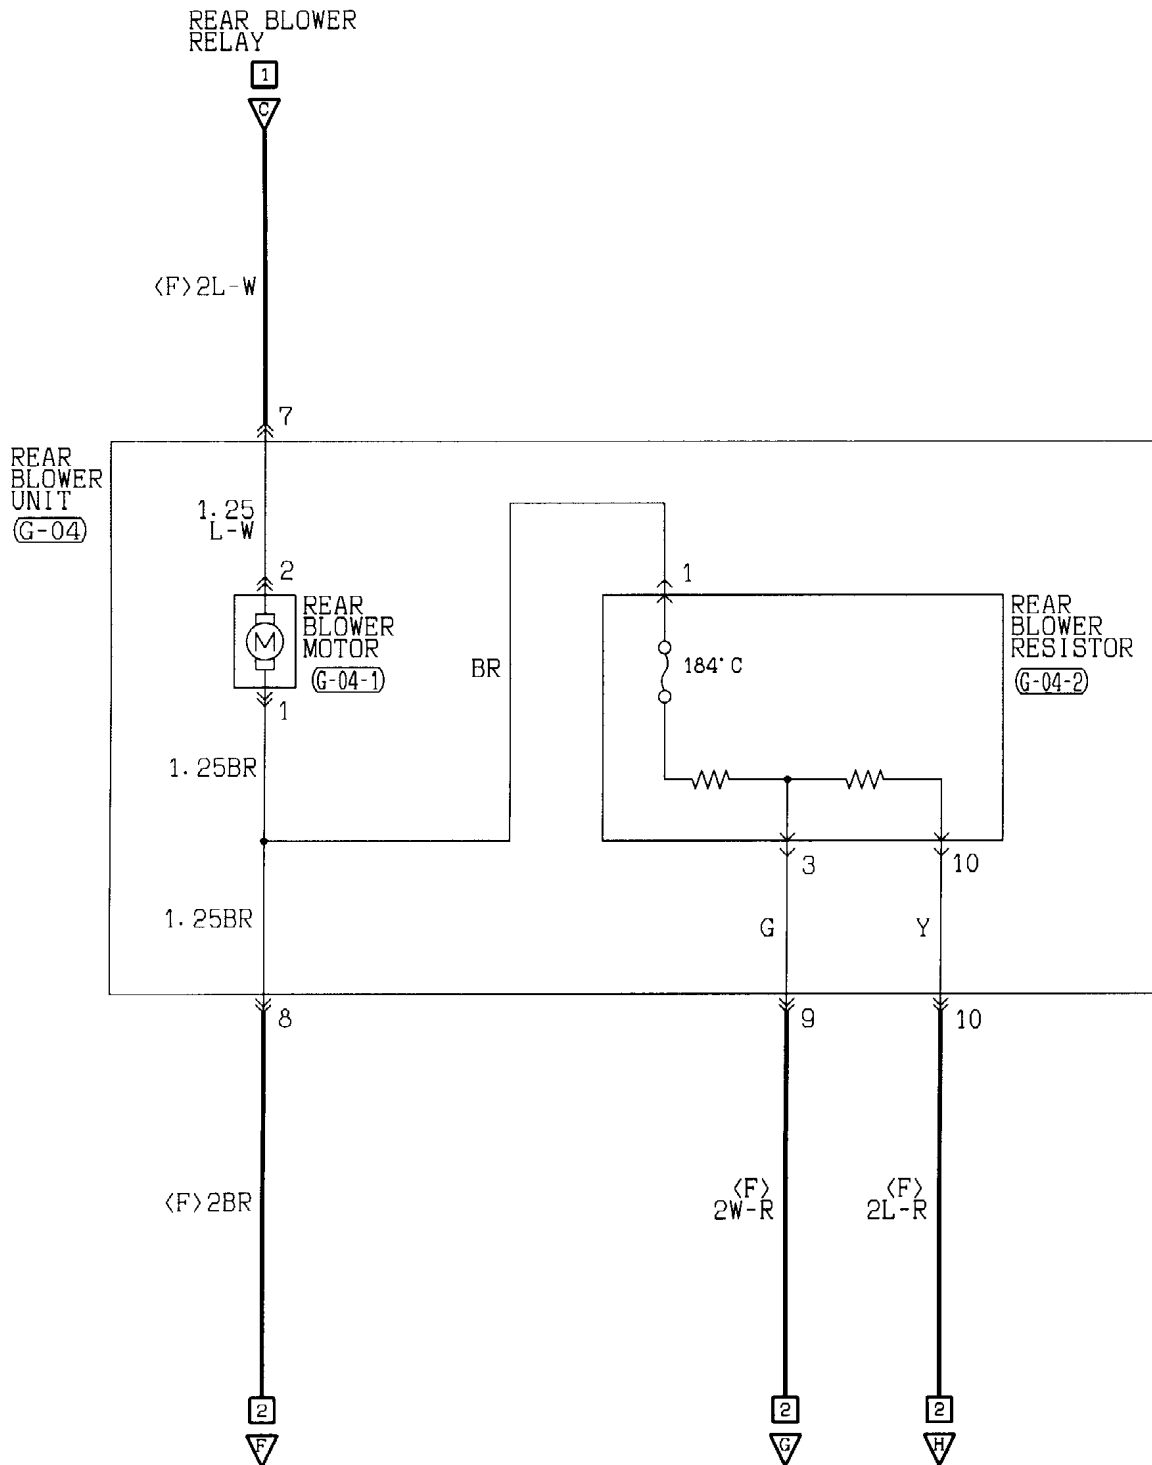 REAR BLOWER
RELAY
1
C
<F>2L-W
7
REAR
BLOWER
UNIT
G-04
1.25
L-W
2
REAR
BLOWER
MOTOR
G-04-1
M
1
1
REAR
BLOWER
RESISTOR
G-04-2
184°C
BR
1.25BR
3
10
1.25BR
G
Y
8
9
10
<F>2BR
<F>
2W-R
<F>
2L-R
2
F
2
G
2
H